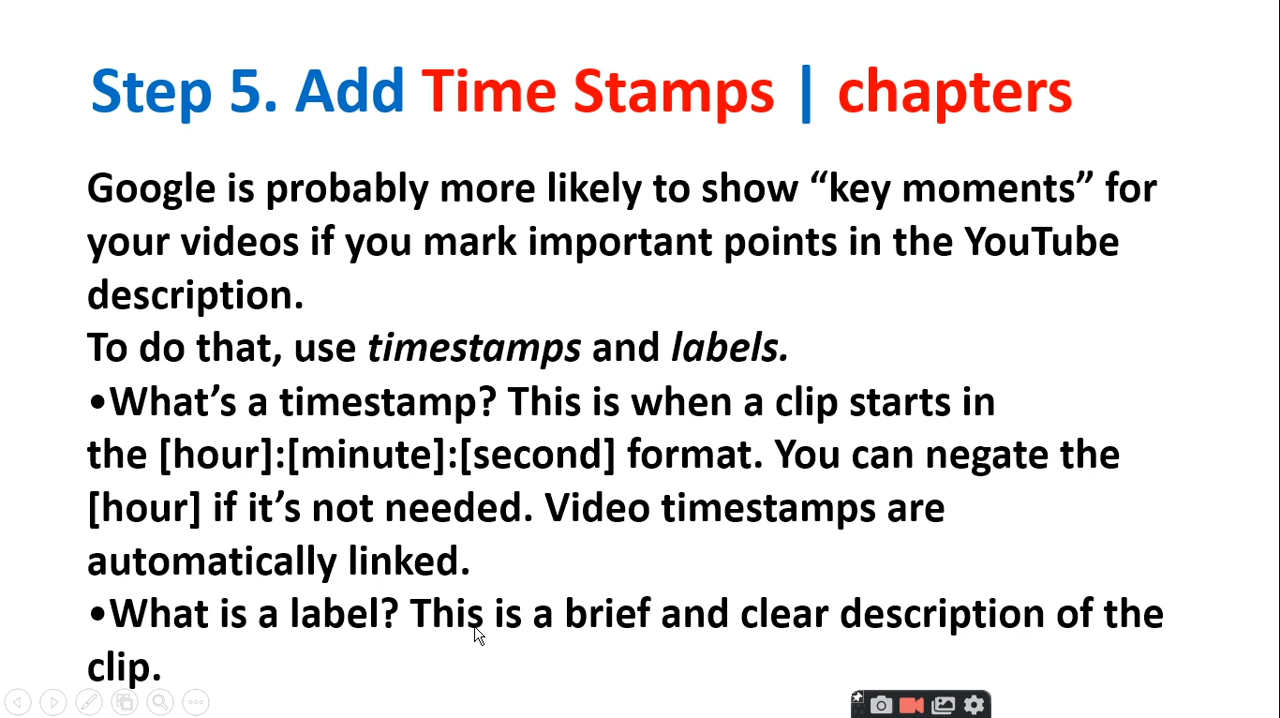 Step 5. Add Time Stamps | chapters
Google is probably more likely to show “key moments” for
your videos if you mark important points in the YouTube
description.
To do that, use timestamps and labels.
•What’s a timestamp? This is when a clip starts in
the [hour]:[minute]:[second] format. You can negate the
[hour] if it’s not needed. Video timestamps are
automatically linked.
•What is a label? This is a brief and clear description of the
clip.